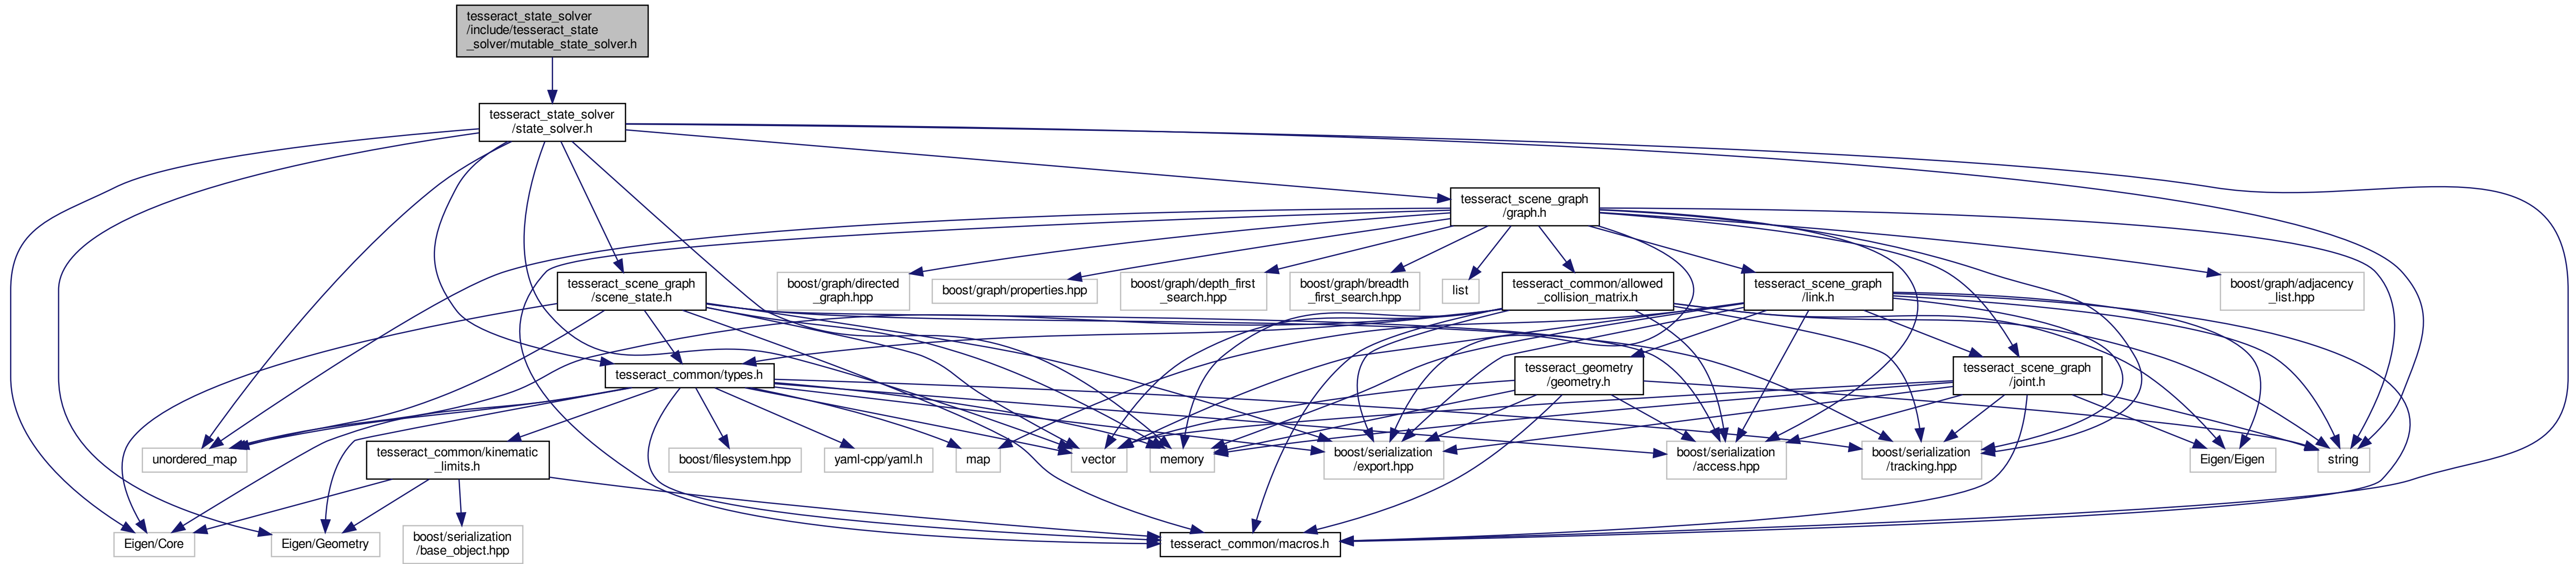 tesseract_state_solver
/include/tesseract_state
_solver/mutable_state_solver.h
tesseract_state_solver
/state_solver.h
tesseract_scene_graph
/graph.h
tesseract_scene_graph
/scene_state.h
boost/graph/directed
_graph.hpp
boost/graph/properties.hpp
boost/graph/depth_first
_search.hpp
boost/graph/breadth
_first_search.hpp
list
tesseract_common/allowed
_collision_matrix.h
tesseract_scene_graph
/link.h
boost/graph/adjacency
_list.hpp
tesseract_common/types.h
tesseract_geometry
/geometry.h
tesseract_scene_graph
/joint.h
unordered_map
tesseract_common/kinematic
_limits.h
boost/filesystem.hpp
yaml-cpp/yaml.h
map
vector
memory
boost/serialization
/export.hpp
boost/serialization
/access.hpp
boost/serialization
/tracking.hpp
Eigen/Eigen
string
Eigen/Core
Eigen/Geometry
boost/serialization
/base_object.hpp
tesseract_common/macros.h